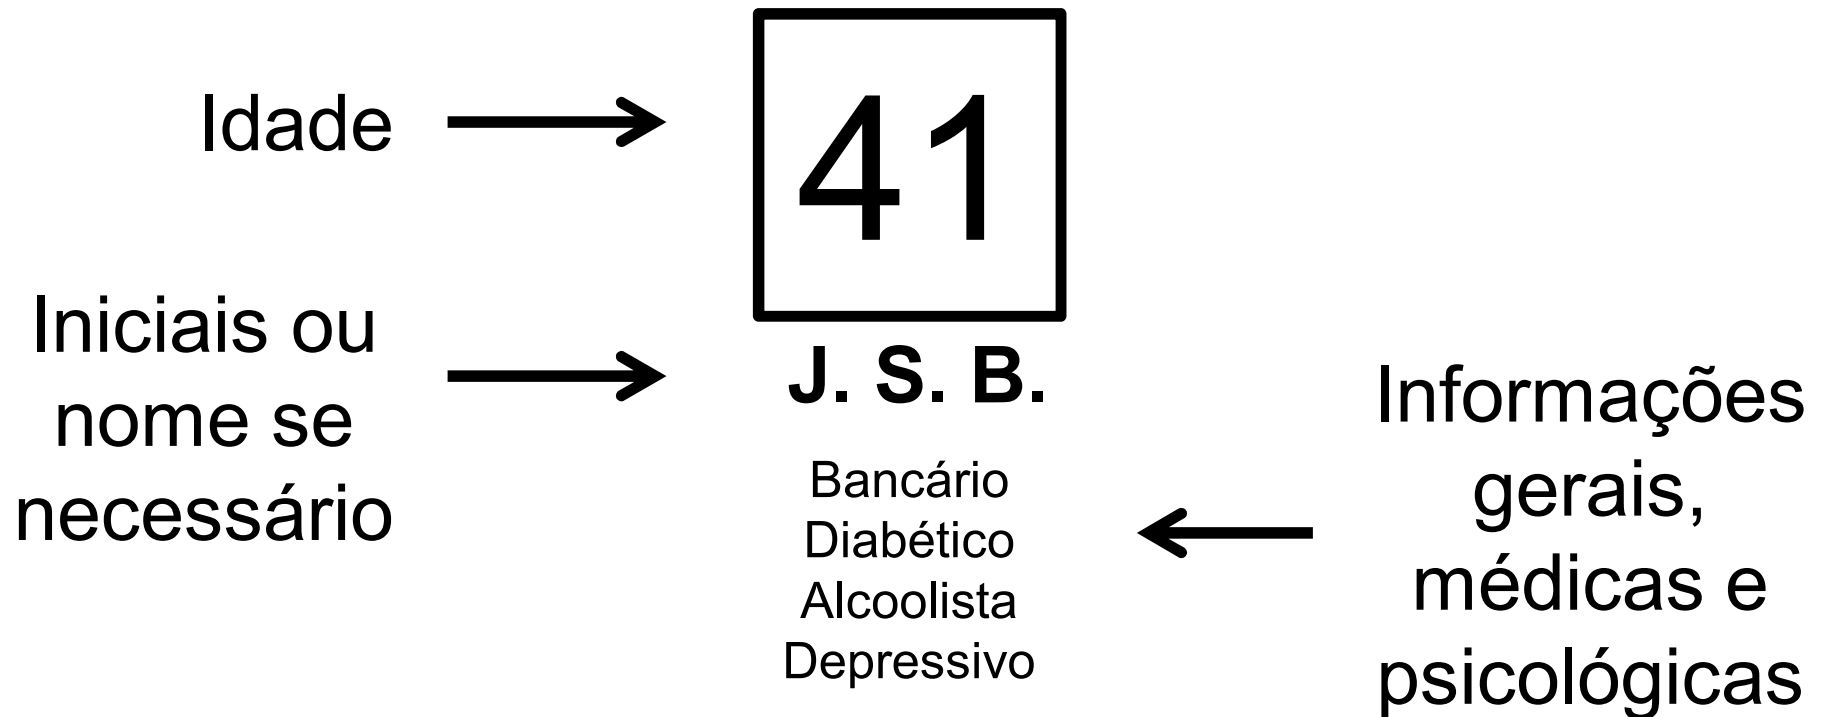 Idade
41
Iniciais ou
nome se
necessário
J. S. B.
Bancário
Diabético
Alcoolista
Depressivo
Informações
gerais,
médicas e
psicológicas